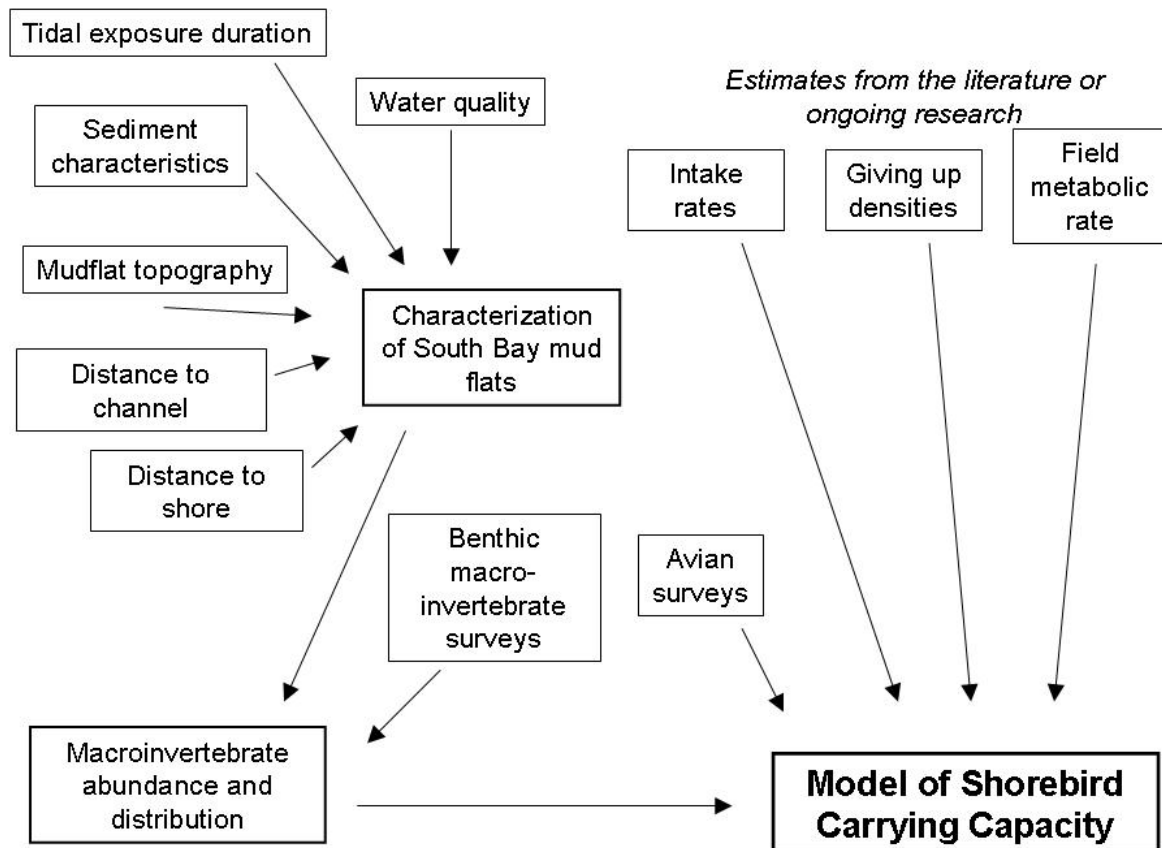 Tidal exposure duration
Water quality
Sediment
characteristics
Mudflat topography
Distance to
channel
Distance to
shore
Characterization
of South Bay mud
flats
Estimates from the literature or
ongoing research
Intake
rates
Giving up
densities
Field
metabolic
rate
Benthic
macro-
invertebrate
surveys
Avian
surveys
Macroinvertebrate
abundance and
distribution
Model of Shorebird
Carrying Capacity